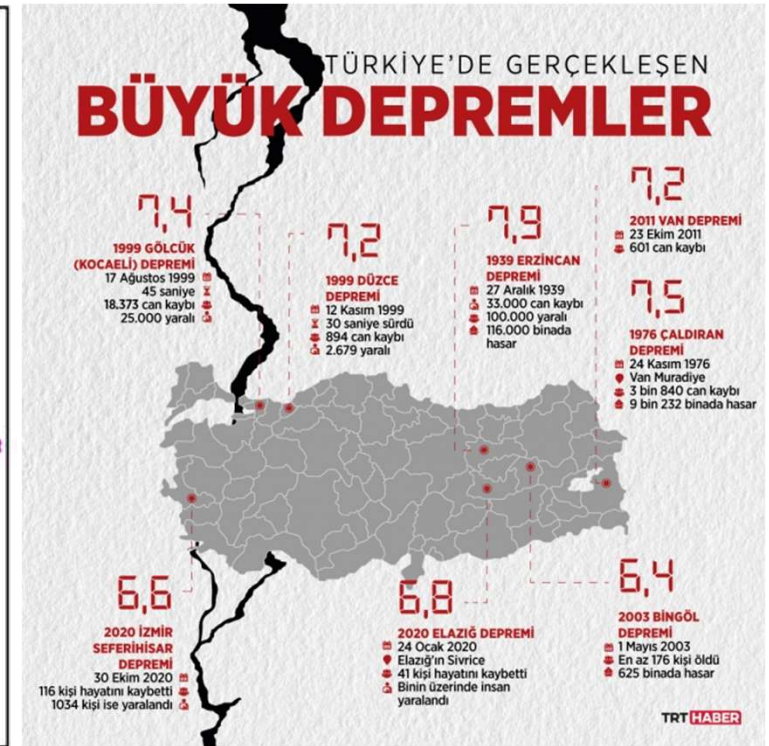 TÜRKİYE'DE GERÇEKLEŞEN
BÜYÜK DEPREMLER
7,4
1999 GÖLCÜK
(KOCAELİ) DEPREMİ
17 Ağustos 1999
45 saniye
18.373 can kaybı
25.000 yaralı
7,2
1999 DÜZCE
DEPREMİ
12 Kasım 1999
30 saniye sürdü
894 can kaybı
2.679 yaralı
7,9
1939 ERZİNCAN
DEPREMİ
27 Aralık 1939
33.000 can kaybı
100.000 yaralı
116.000 binada
hasar
7,2
2011 VAN DEPREMİ
23 Ekim 2011
601 can kaybı
7,5
1976 ÇALDIRAN
DEPREMİ
24 Kasım 1976
Van Muradiye
3 bin 840 can kaybı
9 bin 232 binada hasar
6,6
2020 İZMİR
SEFERİHİSAR
DEPREMİ
30 Ekim 2020
116 kişi hayatını kaybetti
1034 kişi ise yaralandı
6,8
2020 ELAZIĞ DEPREMİ
24 Ocak 2020
Elazığ'ın Sivrice
41 kişi hayatını kaybetti
Binin üzerinde insan
yaralandı
6,4
2003 BİNGÖL
DEPREMİ
1 Mayıs 2003
En az 176 kişi öldü
625 binada hasar
TRT HABER